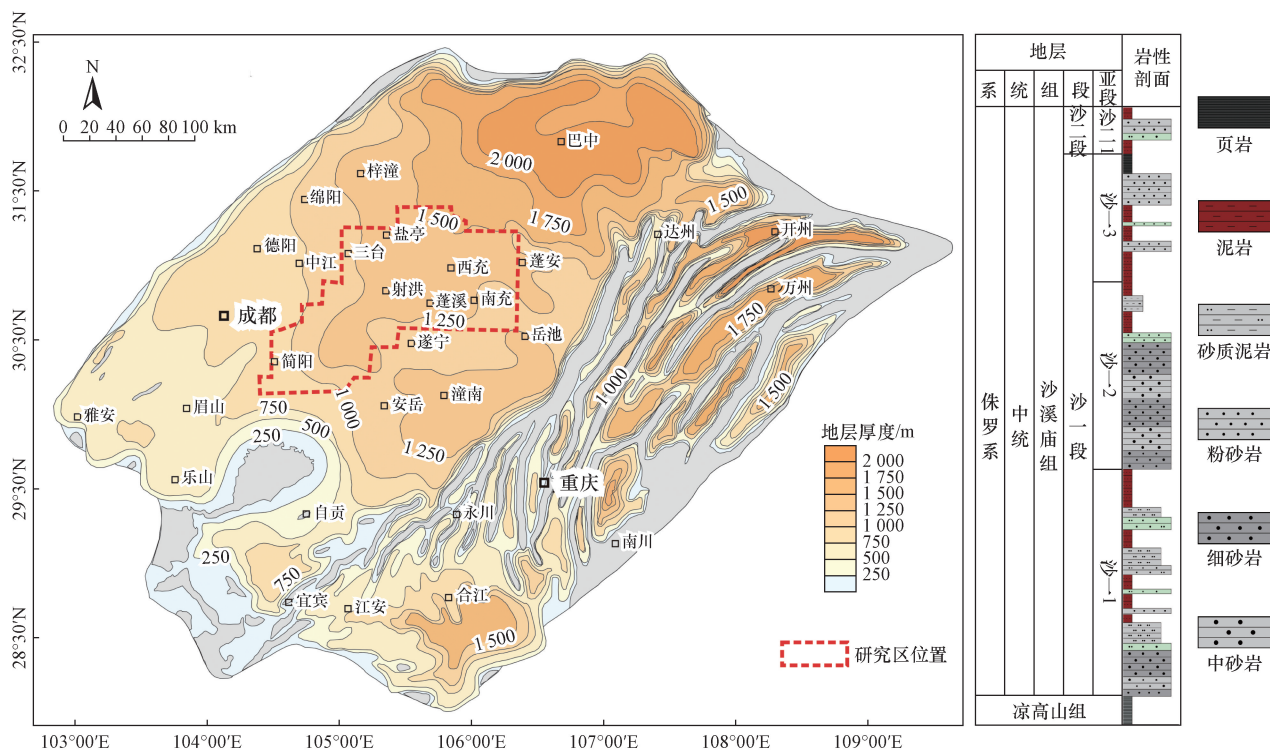 32°30′N
31°30′N
30°30′N
29°30′N
28°30′N
103°00′E
104°00′E
105°00′E
106°00′E
107°00′E
108°00′E
109°00′E
N
0 20 40 60 80 100 km
巴中
2 000
梓潼
绵阳
1 500
1 750
1 500
盐亭
达州
开州
德阳
中江
三台
西充
蓬安
射洪
蓬溪
南充
万州
成都
1 250
1 750
遂宁
岳池
简阳
1 000
1 500
750
1 000
安岳
潼南
雅安
眉山
500
250
1 250
乐山
重庆
自贡
永川
南川
250
750
宜宾
江安
合江
1 500
地层厚度/m
2 000
1 750
1 500
1 250
1 000
750
500
250
研究区位置
地层
岩性
剖面
系
统
组
段
亚段
侏罗系
中统
沙溪庙组
沙二段
沙一段
沙二1
沙一3
沙一2
沙一1
凉高山组
页岩
泥岩
砂质泥岩
粉砂岩
细砂岩
中砂岩